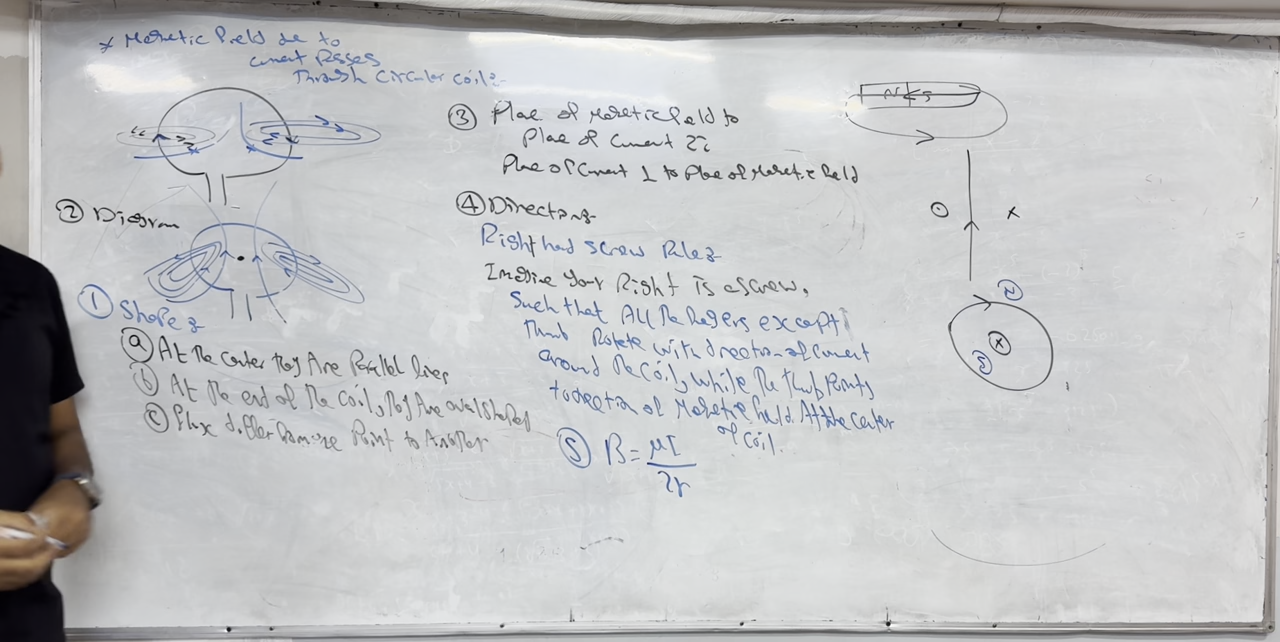 * Magnetic Field due to
current Passes
Through circular coil:-
② Diagram
① Shape:
ⓐ At the center they Are Parallel lines
ⓑ At the end of the coil, they Are oval shaped
ⓒ Flux differ from one Point to Another
③ Plane of Magnetic field to
Plane of Current
Plane of Current ⊥ to Plane of Magnetic field
④ Direction:
Right hand screw Rule:
Imagine your Right is a screw,
Such that All the fingers except
thumb Rotate with direction of current
around the coil, while the thumb Points
to direction of Magnetic field At the center
of coil.
⑤ B = μI
2r
N S
x
N
x
S